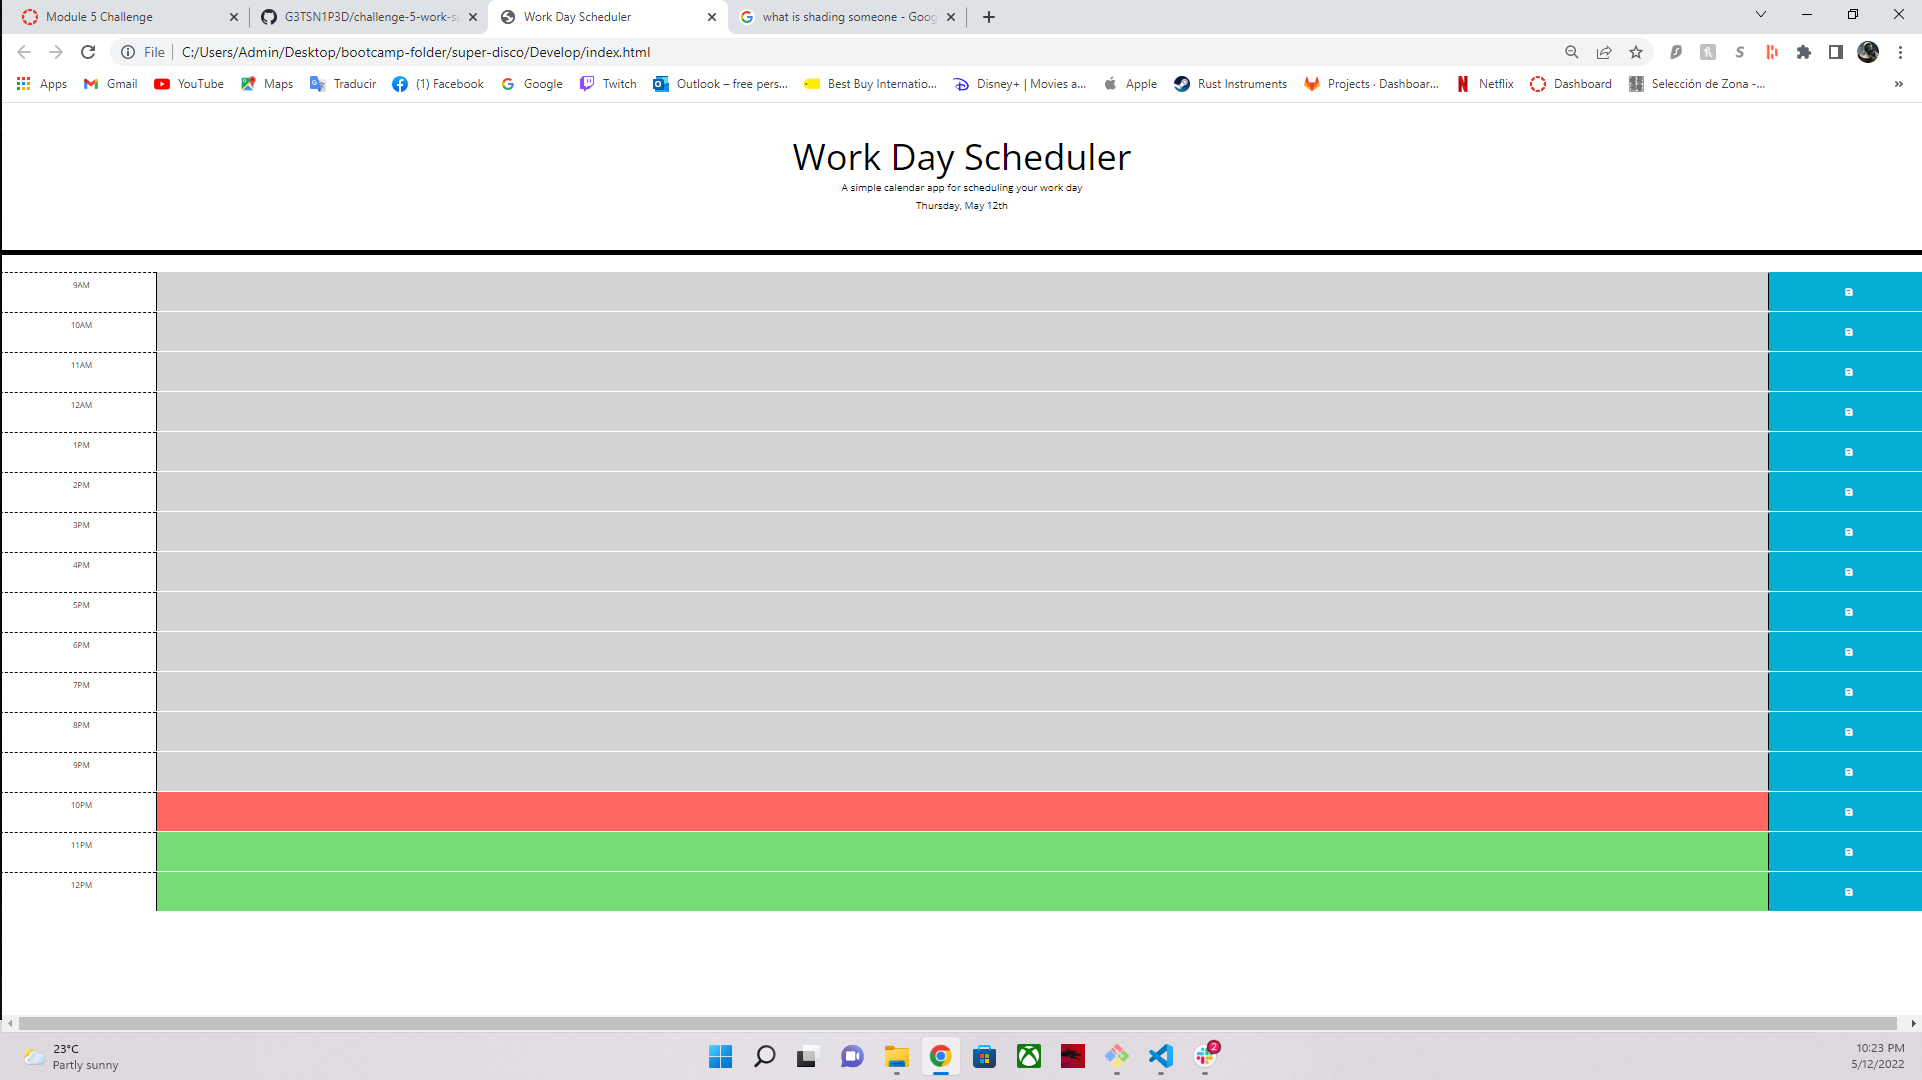 Module 5 Challenge
G3TSN1P3D/challenge-5-work-sc
Work Day Scheduler
what is shading someone - Goog
File
C:/Users/Admin/Desktop/bootcamp-folder/super-disco/Develop/index.html
Apps
Gmail
YouTube
Maps
Traducir
(1) Facebook
Google
Twitch
Outlook – free pers...
Best Buy Internatio...
Disney+ | Movies a...
Apple
Rust Instruments
Projects · Dashboar...
Netflix
Dashboard
Selección de Zona -...
Work Day Scheduler
A simple calendar app for scheduling your work day
Thursday, May 12th
9AM
10AM
11AM
12AM
1PM
2PM
3PM
4PM
5PM
6PM
7PM
8PM
9PM
10PM
11PM
12PM
23°C
Partly sunny
2
10:23 PM
5/12/2022